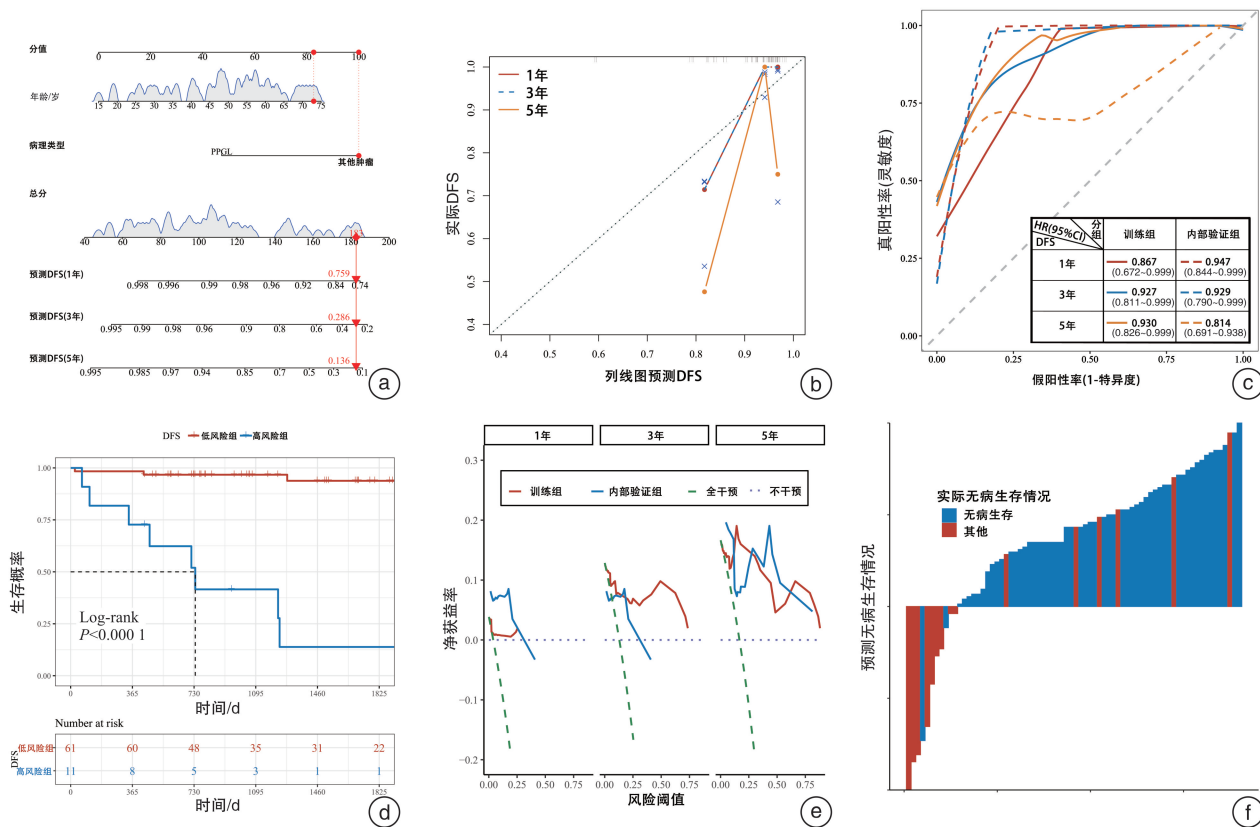 分值
0 20 40 60 80 100
年龄/岁
15 19 23 28 33 37 43 50 55 60 67 73 75
病理类型
PPGL
其他肿瘤
总分
183
40 60 80 100 120 140 160 180 200
预测DFS(1年)
0.759
0.998 0.996 0.99 0.98 0.96 0.92 0.84 0.74
预测DFS(3年)
0.286
0.995 0.99 0.98 0.96 0.9 0.8 0.6 0.4 0.2
预测DFS(5年)
0.136
0.995 0.985 0.97 0.94 0.85 0.7 0.5 0.3 0.1
a
1年
3年
5年
实际DFS
1.0
0.9
0.8
0.7
0.6
0.5
0.4
0.4 0.5 0.6 0.7 0.8 0.9 1.0
列线图预测DFS
b
真阳性率(灵敏度)
1.00
0.75
0.50
0.25
0.00
HR(95%CI) 分组 训练组 内部验证组
DFS
1年 0.867 0.947
(0.672~0.999) (0.844~0.999)
3年 0.927 0.929
(0.811~0.999) (0.790~0.999)
5年 0.930 0.814
(0.826~0.999) (0.691~0.938)
0.00 0.25 0.50 0.75 1.00
假阳性率(1-特异度)
c
DFS 低风险组 高风险组
生存概率
1.00
0.75
0.50
0.25
0.00
Log-rank
P<0.000 1
0 365 730 1095 1460 1825
时间/d
Number at risk
DFS
低风险组 61 60 48 35 31 22
高风险组 11 8 5 3 1 1
0 365 730 1095 1460 1825
时间/d
d
1年 3年 5年
训练组 内部验证组 全干预 不干预
净获益率
0.3
0.2
0.1
0.0
−0.1
−0.2
0.00 0.25 0.50 0.75 0.00 0.25 0.50 0.75 0.00 0.25 0.50 0.75
风险阈值
e
实际无病生存情况
无病生存
其他
预测无病生存情况
f